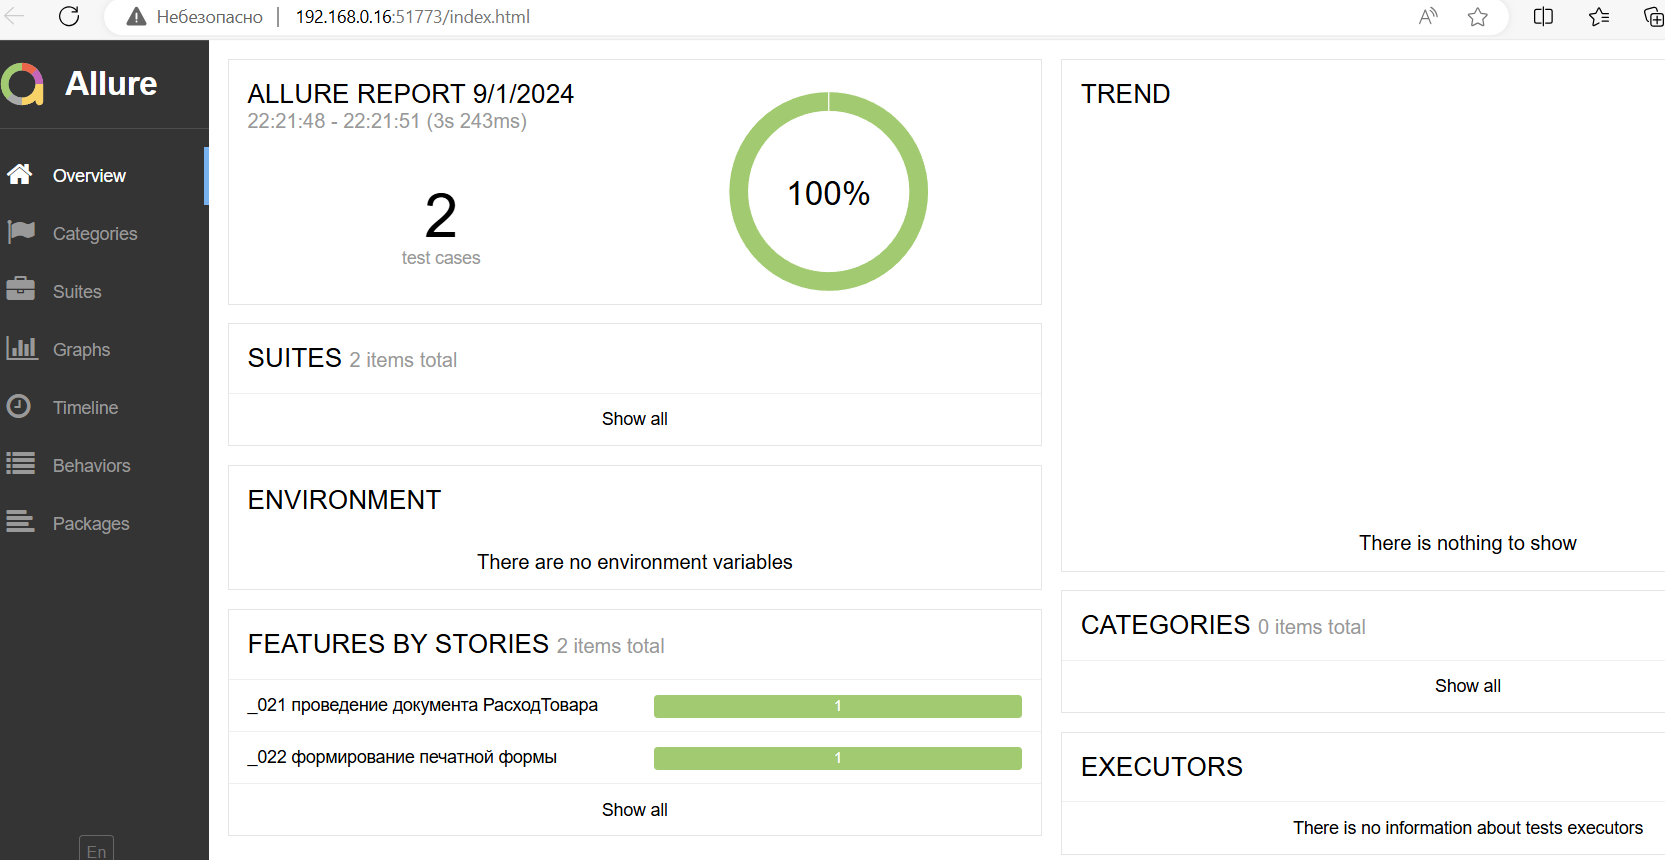 Небезопасно
192.168.0.16:51773/index.html
Allure
Overview
Categories
Suites
Graphs
Timeline
Behaviors
Packages
En
ALLURE REPORT 9/1/2024
22:21:48 - 22:21:51 (3s 243ms)
2
test cases
100%
SUITES 2 items total
Show all
ENVIRONMENT
There are no environment variables
FEATURES BY STORIES 2 items total
_021 проведение документа РасходТовара 1
_022 формирование печатной формы 1
Show all
TREND
There is nothing to show
CATEGORIES 0 items total
Show all
EXECUTORS
There is no information about tests executors